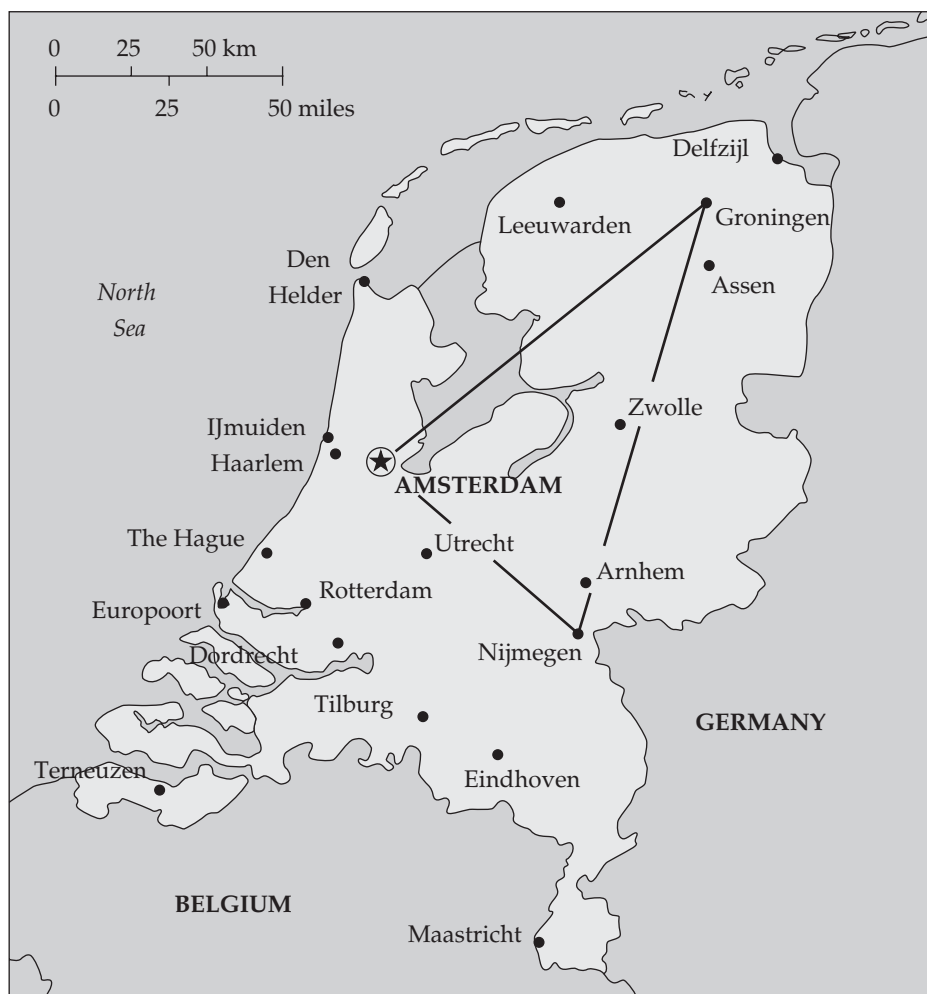 0 25 50 km
0 25 50 miles
Delfzijl
Leeuwarden
Groningen
Den
Helder
Assen
North
Sea
Zwolle
IJmuiden
Haarlem
AMSTERDAM
The Hague
Utrecht
Arnhem
Rotterdam
Europoort
Nijmegen
Dordrecht
Tilburg
GERMANY
Terneuzen
Eindhoven
BELGIUM
Maastricht